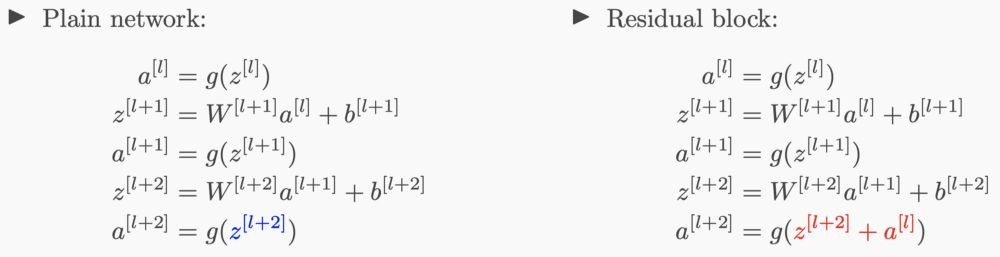 ▶ Plain network:
a^{[l]} = g(z^{[l]})
z^{[l+1]} = W^{[l+1]}a^{[l]} + b^{[l+1]}
a^{[l+1]} = g(z^{[l+1]})
z^{[l+2]} = W^{[l+2]}a^{[l+1]} + b^{[l+2]}
a^{[l+2]} = g(z^{[l+2]})
▶ Residual block:
a^{[l]} = g(z^{[l]})
z^{[l+1]} = W^{[l+1]}a^{[l]} + b^{[l+1]}
a^{[l+1]} = g(z^{[l+1]})
z^{[l+2]} = W^{[l+2]}a^{[l+1]} + b^{[l+2]}
a^{[l+2]} = g(z^{[l+2]} + a^{[l]})